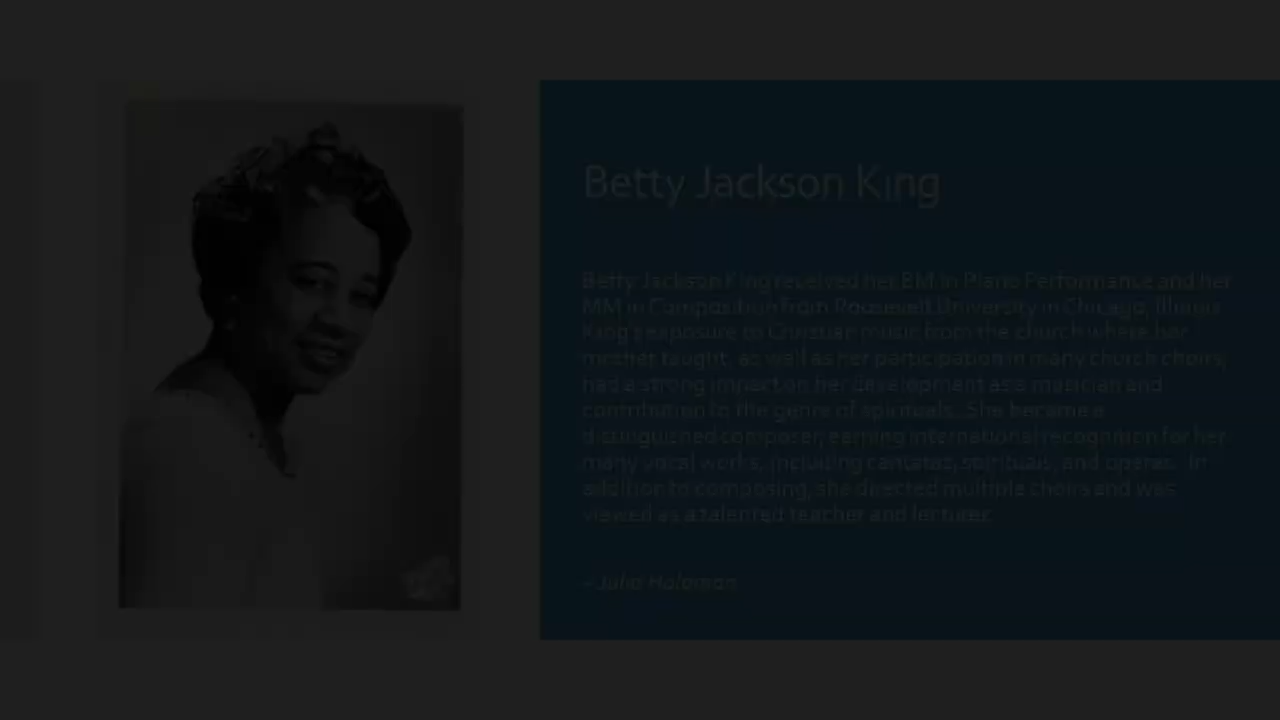 Betty Jackson King
Betty Jackson King received her BM in Piano Performance and her
MM in Composition from Roosevelt University in Chicago, Illinois.
King's exposure to Christian music from the church where her
mother taught, as well as her participation in many church choirs,
had a strong impact on her development as a musician and
contribution to the genre of spirituals. She became a
distinguished composer, earning international recognition for her
many vocal works, including cantatas, spirituals, and operas. In
addition to composing, she directed multiple choirs and was
viewed as a talented teacher and lecturer.
- Julie